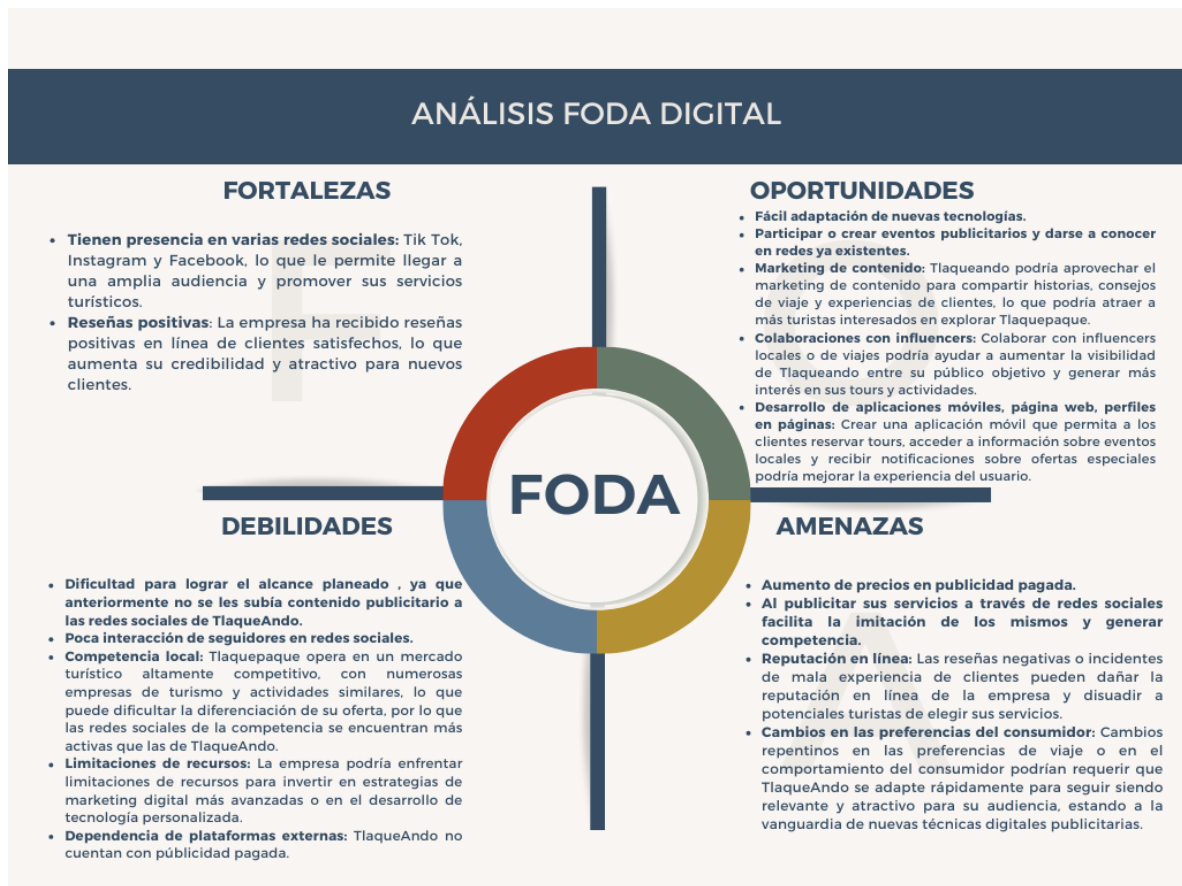 ANÁLISIS FODA DIGITAL
FORTALEZAS
• Tienen presencia en varias redes sociales: Tik Tok,
Instagram y Facebook, lo que le permite llegar a
una amplia audiencia y promover sus servicios
turísticos.
• Reseñas positivas: La empresa ha recibido reseñas
positivas en línea de clientes satisfechos, lo que
aumenta su credibilidad y atractivo para nuevos
clientes.
OPORTUNIDADES
• Fácil adaptación de nuevas tecnologías.
• Participar o crear eventos publicitarios y darse a conocer
en redes ya existentes.
• Marketing de contenido: Tlaqueando podría aprovechar el
marketing de contenido para compartir historias, consejos
de viaje y experiencias de clientes, lo que podría atraer a
más turistas interesados en explorar Tlaquepaque.
• Colaboraciones con influencers: Colaborar con influencers
locales o de viajes podría ayudar a aumentar la visibilidad
de Tlaqueando entre su público objetivo y generar más
interés en sus tours y actividades.
• Desarrollo de aplicaciones móviles, página web, perfiles
en páginas: Crear una aplicación móvil que permita a los
clientes reservar tours, acceder a información sobre eventos
locales y recibir notificaciones sobre ofertas especiales
podría mejorar la experiencia del usuario.
FODA
DEBILIDADES
• Dificultad para lograr el alcance planeado , ya que
anteriormente no se les subía contenido publicitario a
las redes sociales de TlaqueAndo.
• Poca interacción de seguidores en redes sociales.
• Competencia local: Tlaquepaque opera en un mercado
turístico altamente competitivo, con numerosas
empresas de turismo y actividades similares, lo que
puede dificultar la diferenciación de su oferta, por lo que
las redes sociales de la competencia se encuentran más
activas que las de TlaqueAndo.
• Limitaciones de recursos: La empresa podría enfrentar
limitaciones de recursos para invertir en estrategias de
marketing digital más avanzadas o en el desarrollo de
tecnología personalizada.
• Dependencia de plataformas externas: TlaqueAndo no
cuentan con públicidad pagada.
AMENAZAS
• Aumento de precios en publicidad pagada.
• Al publicitar sus servicios a través de redes sociales
facilita la imitación de los mismos y generar
competencia.
• Reputación en línea: Las reseñas negativas o incidentes
de mala experiencia de clientes pueden dañar la
reputación en línea de la empresa y disuadir a
potenciales turistas de elegir sus servicios.
• Cambios en las preferencias del consumidor: Cambios
repentinos en las preferencias de viaje o en el
comportamiento del consumidor podrían requerir que
TlaqueAndo se adapte rápidamente para seguir siendo
relevante y atractivo para su audiencia, estando a la
vanguardia de nuevas técnicas digitales publicitarias.